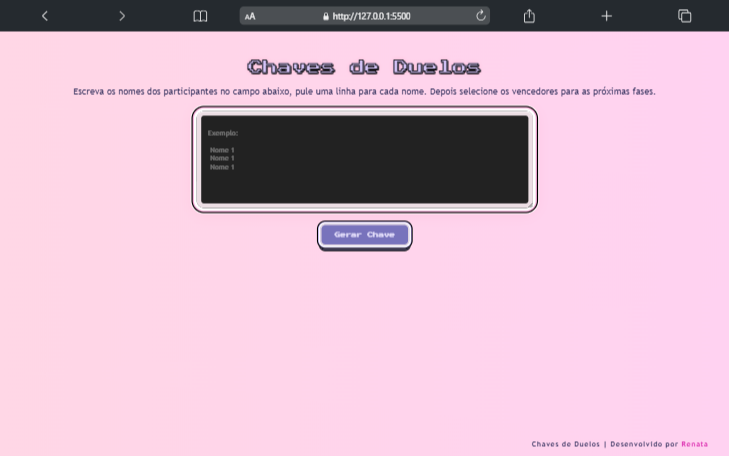 AA http://127.0.0.1:5500
Chaves de Duelos
Escreva os nomes dos participantes no campo abaixo, pule uma linha para cada nome. Depois selecione os vencedores para as próximas fases.
Exemplo:
Nome 1
Nome 1
Nome 1
Gerar Chave
Chaves de Duelos | Desenvolvido por Renata